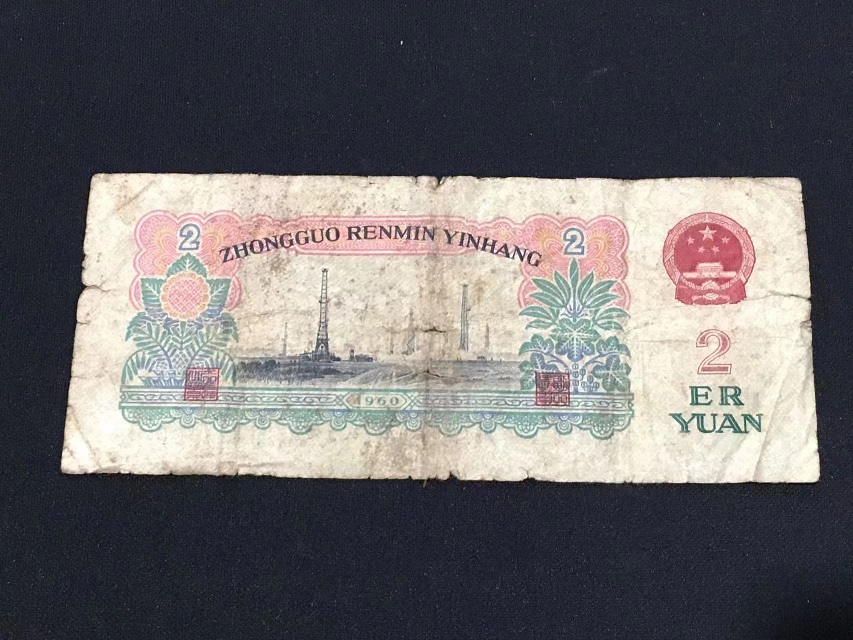 2
2
ZHONGGUO RENMIN YINHANG
1960
2
ER
YUAN